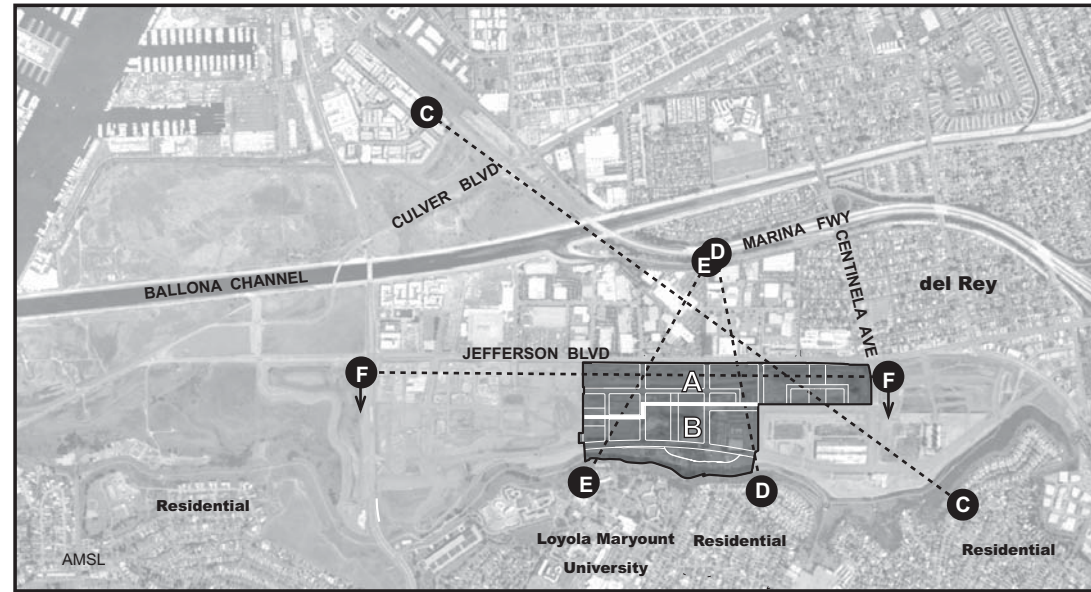 C
CULVER BLVD
D
E
MARINA FWY
CENTINELA AVE
del Rey
BALLONA CHANNEL
JEFFERSON BLVD
F
F
A
B
E
D
C
Residential
Loyola Maryount
University
Residential
Residential
AMSL